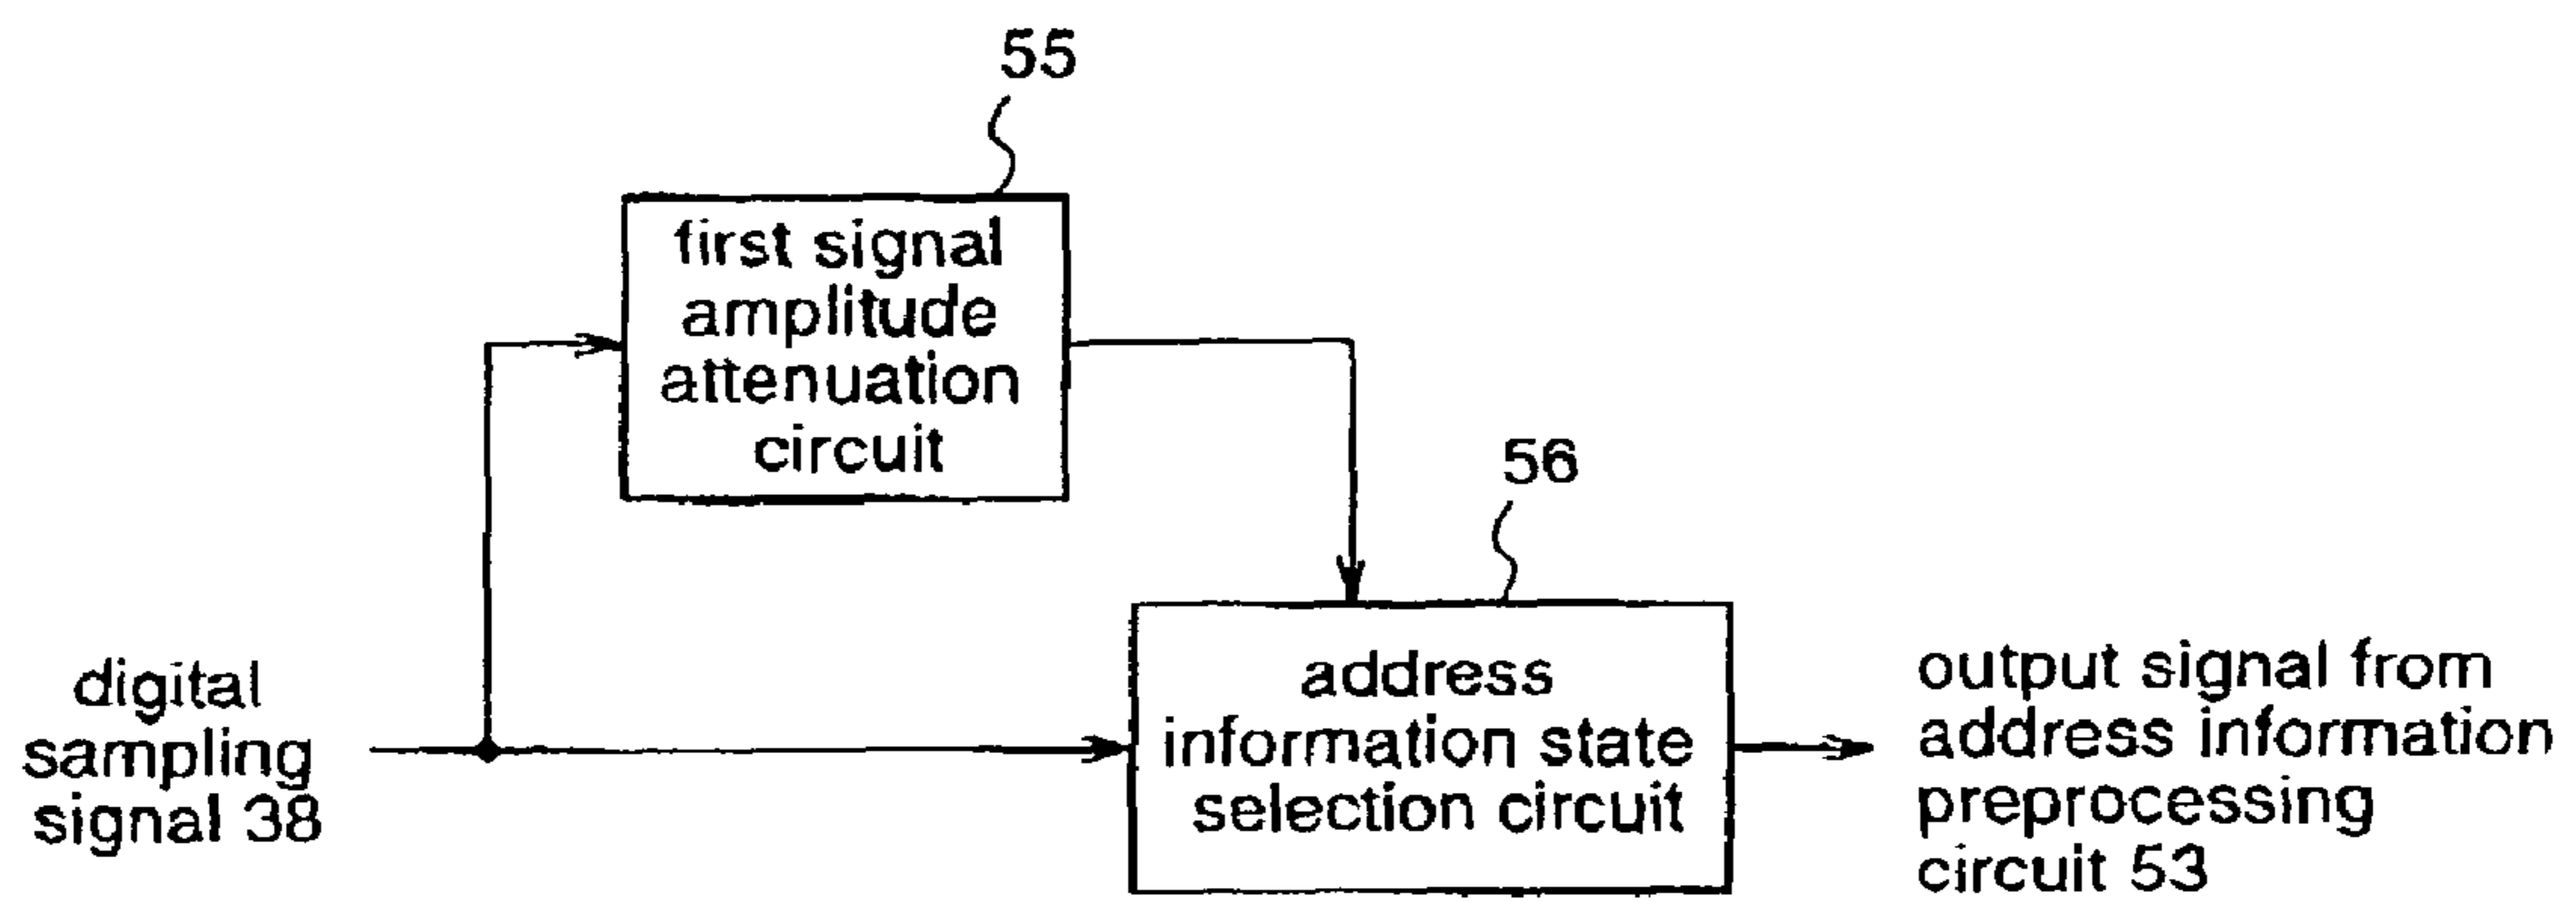 55
first signal
amplitude
attenuation
circuit
56
digital
sampling
signal 38
address
information state
selection circuit
output signal from
address information
preprocessing
circuit 53